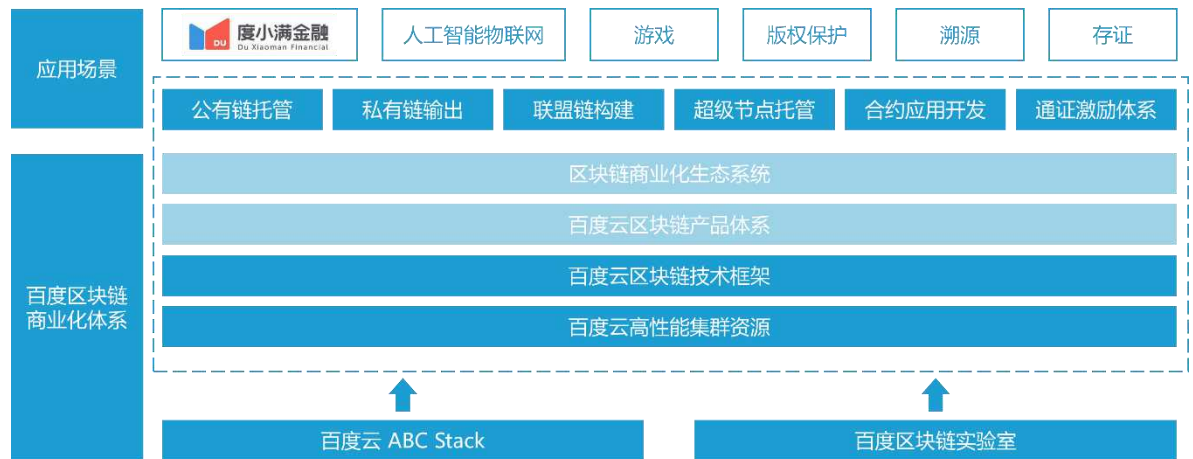 应用场景
DU
度小满金融
Du Xiaoman Financial
人工智能物联网
游戏
版权保护
溯源
存证
公有链托管
私有链输出
联盟链构建
超级节点托管
合约应用开发
通证激励体系
百度区块链
商业化体系
区块链商业化生态系统
百度云区块链产品体系
百度云区块链技术框架
百度云高性能集群资源
百度云 ABC Stack
百度区块链实验室